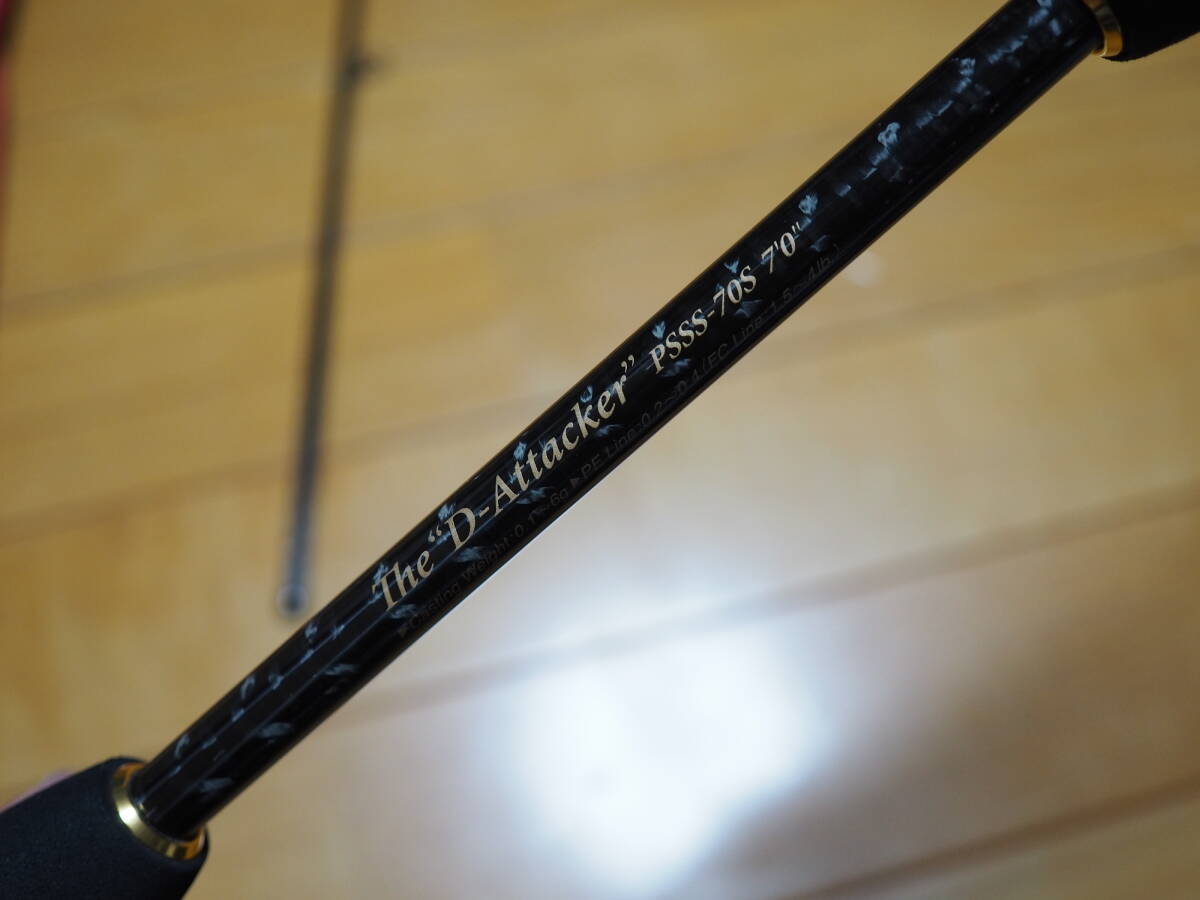 The “D-Attacker” PSSS-70S 7'0"
▶Casting Weight:0.1~6g ▶PE Line:0.2~0.4(FC Line:1.5~4lb.)